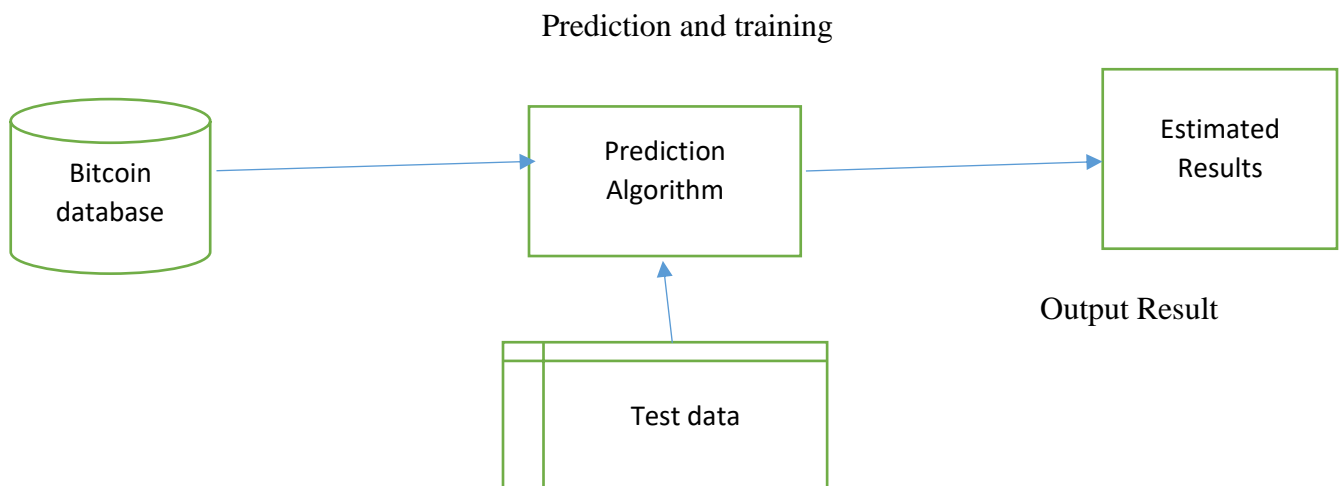 Prediction and training
Bitcoin
database
Prediction
Algorithm
Estimated
Results
Output Result
Test data